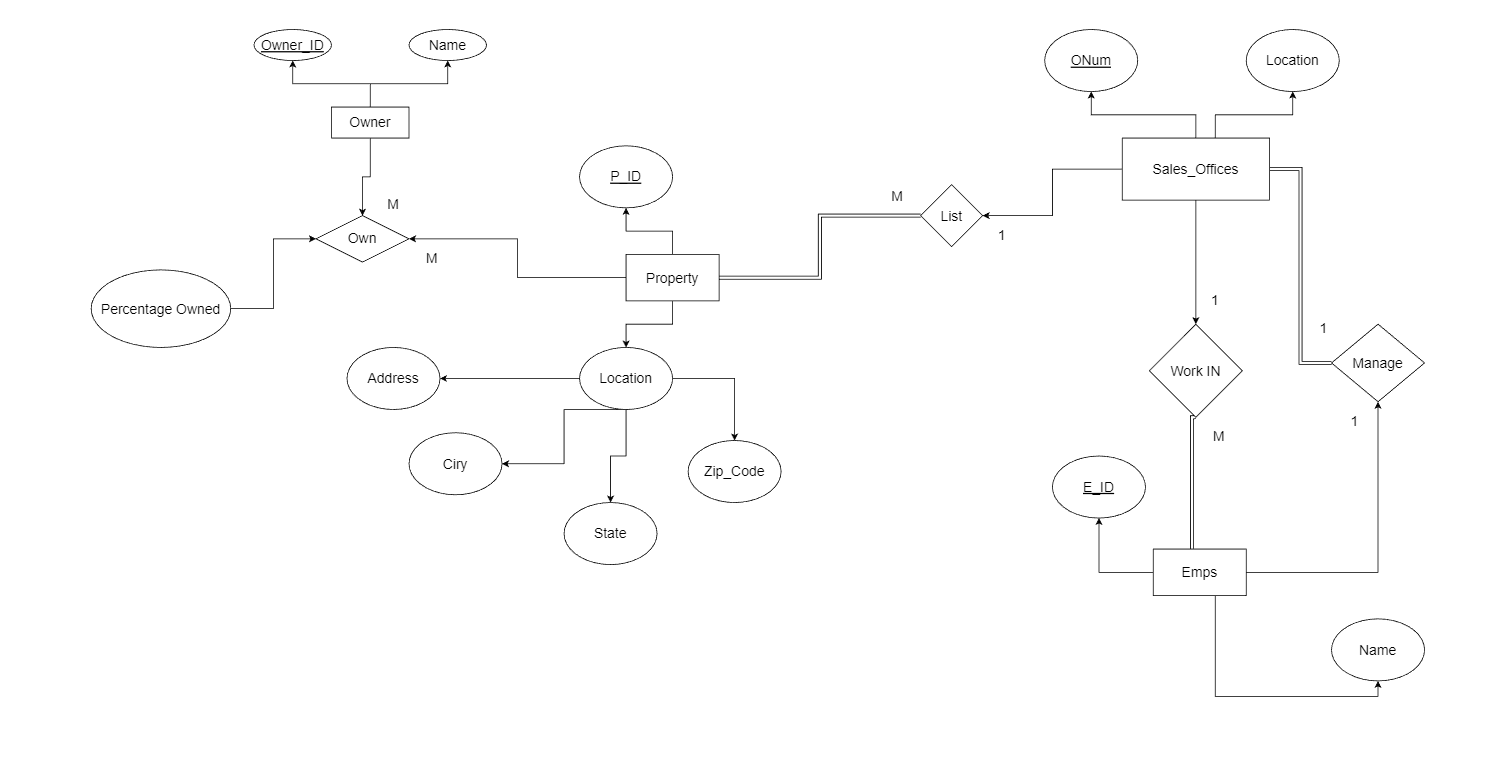 Owner_ID
Name
ONum
Location
Owner
Sales_Offices
P_ID
M
M
List
Own
1
M
Property
Percentage Owned
1
1
Address
Location
Work IN
Manage
1
M
Ciry
Zip_Code
E_ID
State
Emps
Name